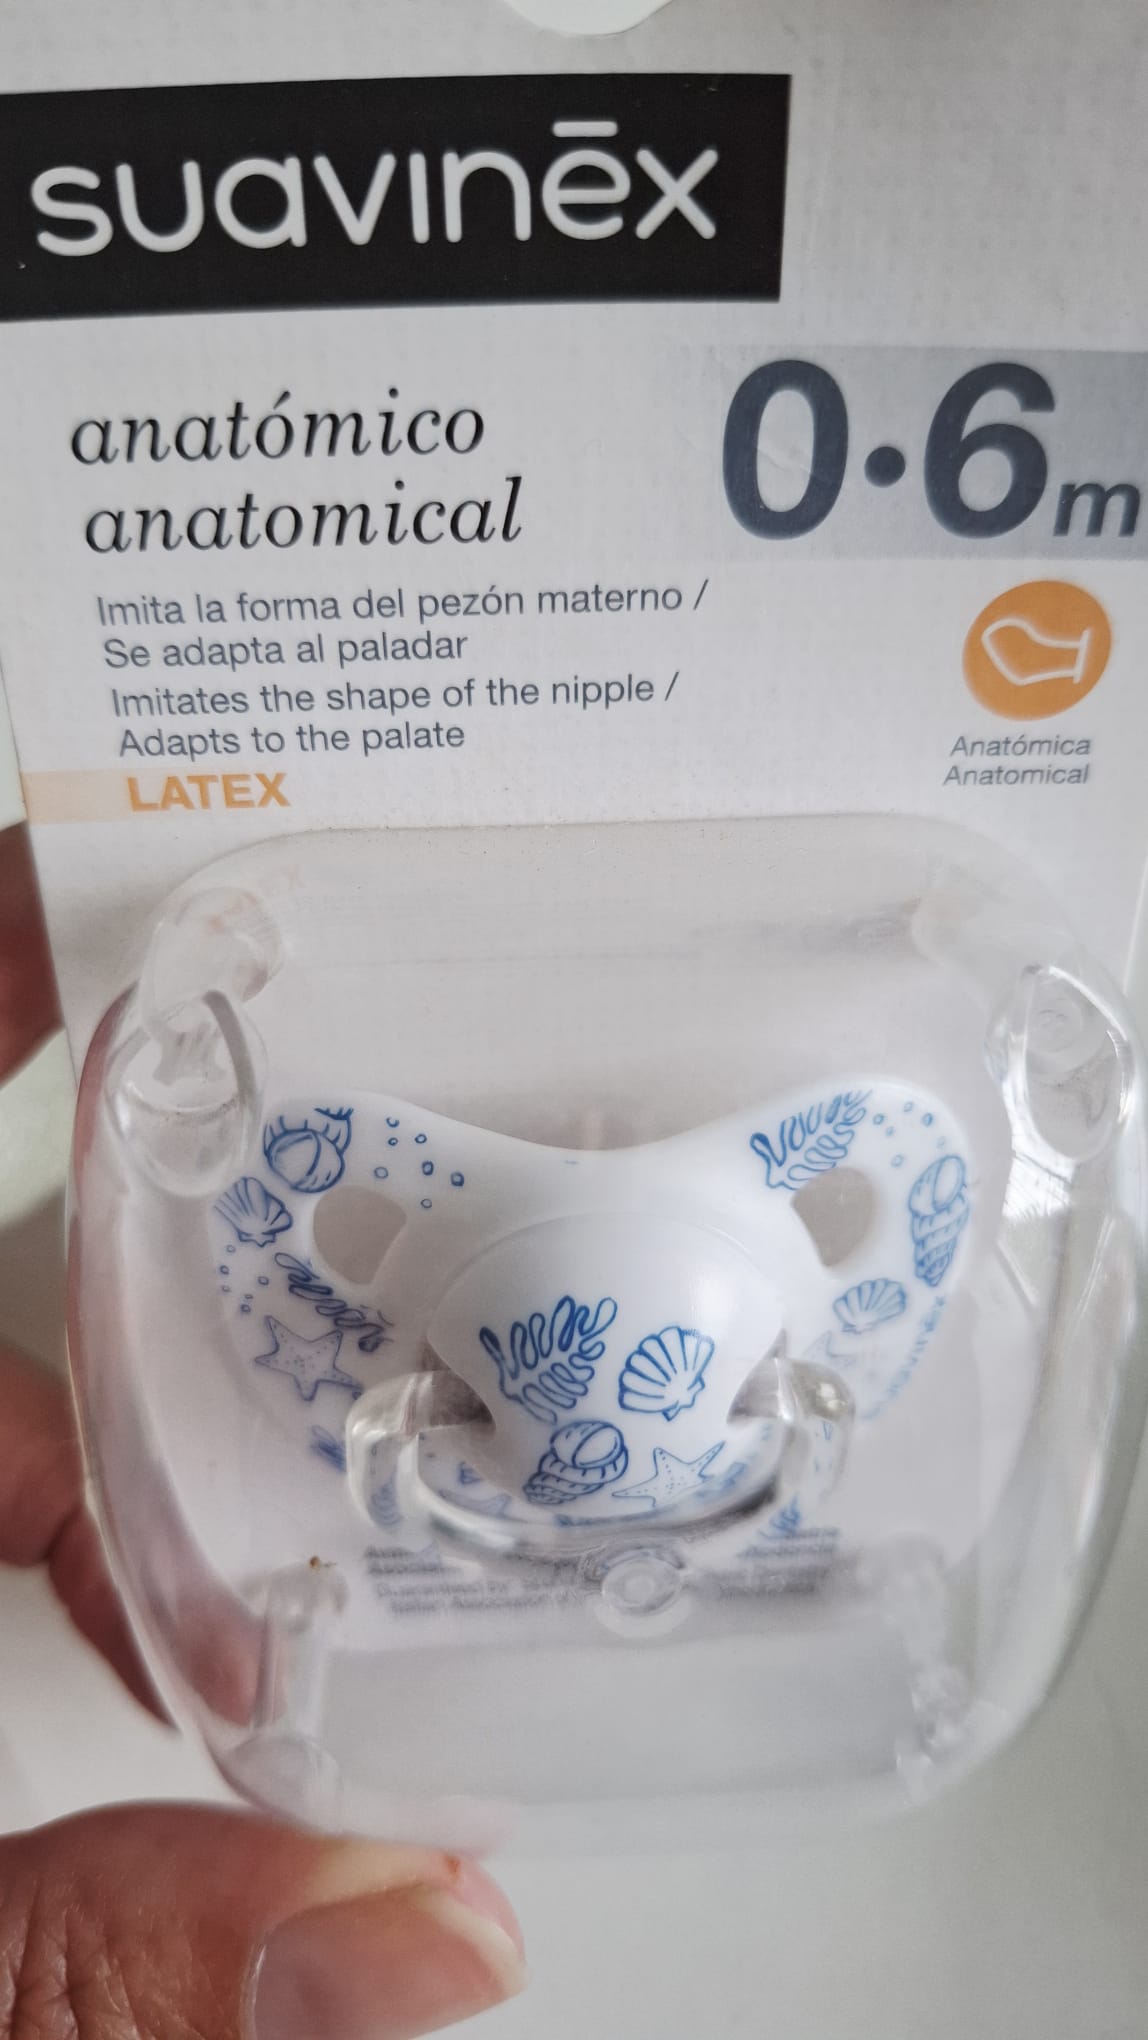 suavinēx
anatómico
anatomical
0•6m
Imita la forma del pezón materno /
Se adapta al paladar
Imitates the shape of the nipple /
Adapts to the palate
LATEX
Anatómica
Anatomical